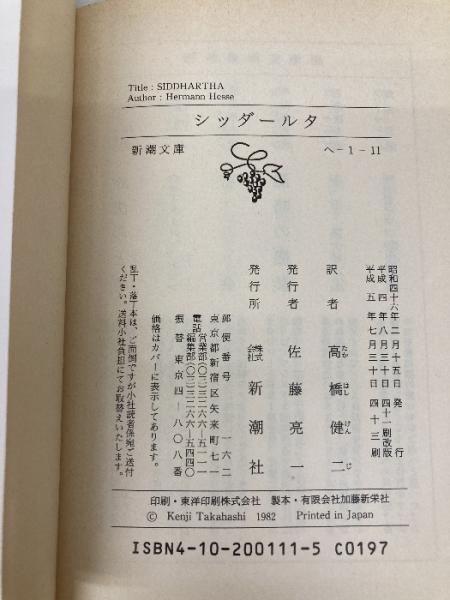 Title : SIDDHARTHA
Author : Hermann Hesse
シッダールタ
新潮文庫
ヘ-1-11
昭和四十六年二月十五日発行
平成四年八月三十日四十一刷改版
平成五年七月三十日四十三刷
訳者 高橋健二
たか はし けん じ
発行者 佐藤亮一
発行所 株式会社 新潮社
郵便番号 一六二
東京都新宿区矢来町七一
電話 営業部(〇三)三二六六-五一一一
編集部(〇三)三二六六-五四四〇
振替東京四-八〇八番
価格はカバーに表示してあります。
乱丁・落丁本は、ご面倒ですが小社読者係宛ご送付
ください。送料小社負担にてお取替えいたします。
印刷・東洋印刷株式会社 製本・有限会社加藤新栄社
© Kenji Takahashi 1982 Printed in Japan
ISBN4-10-200111-5 C0197